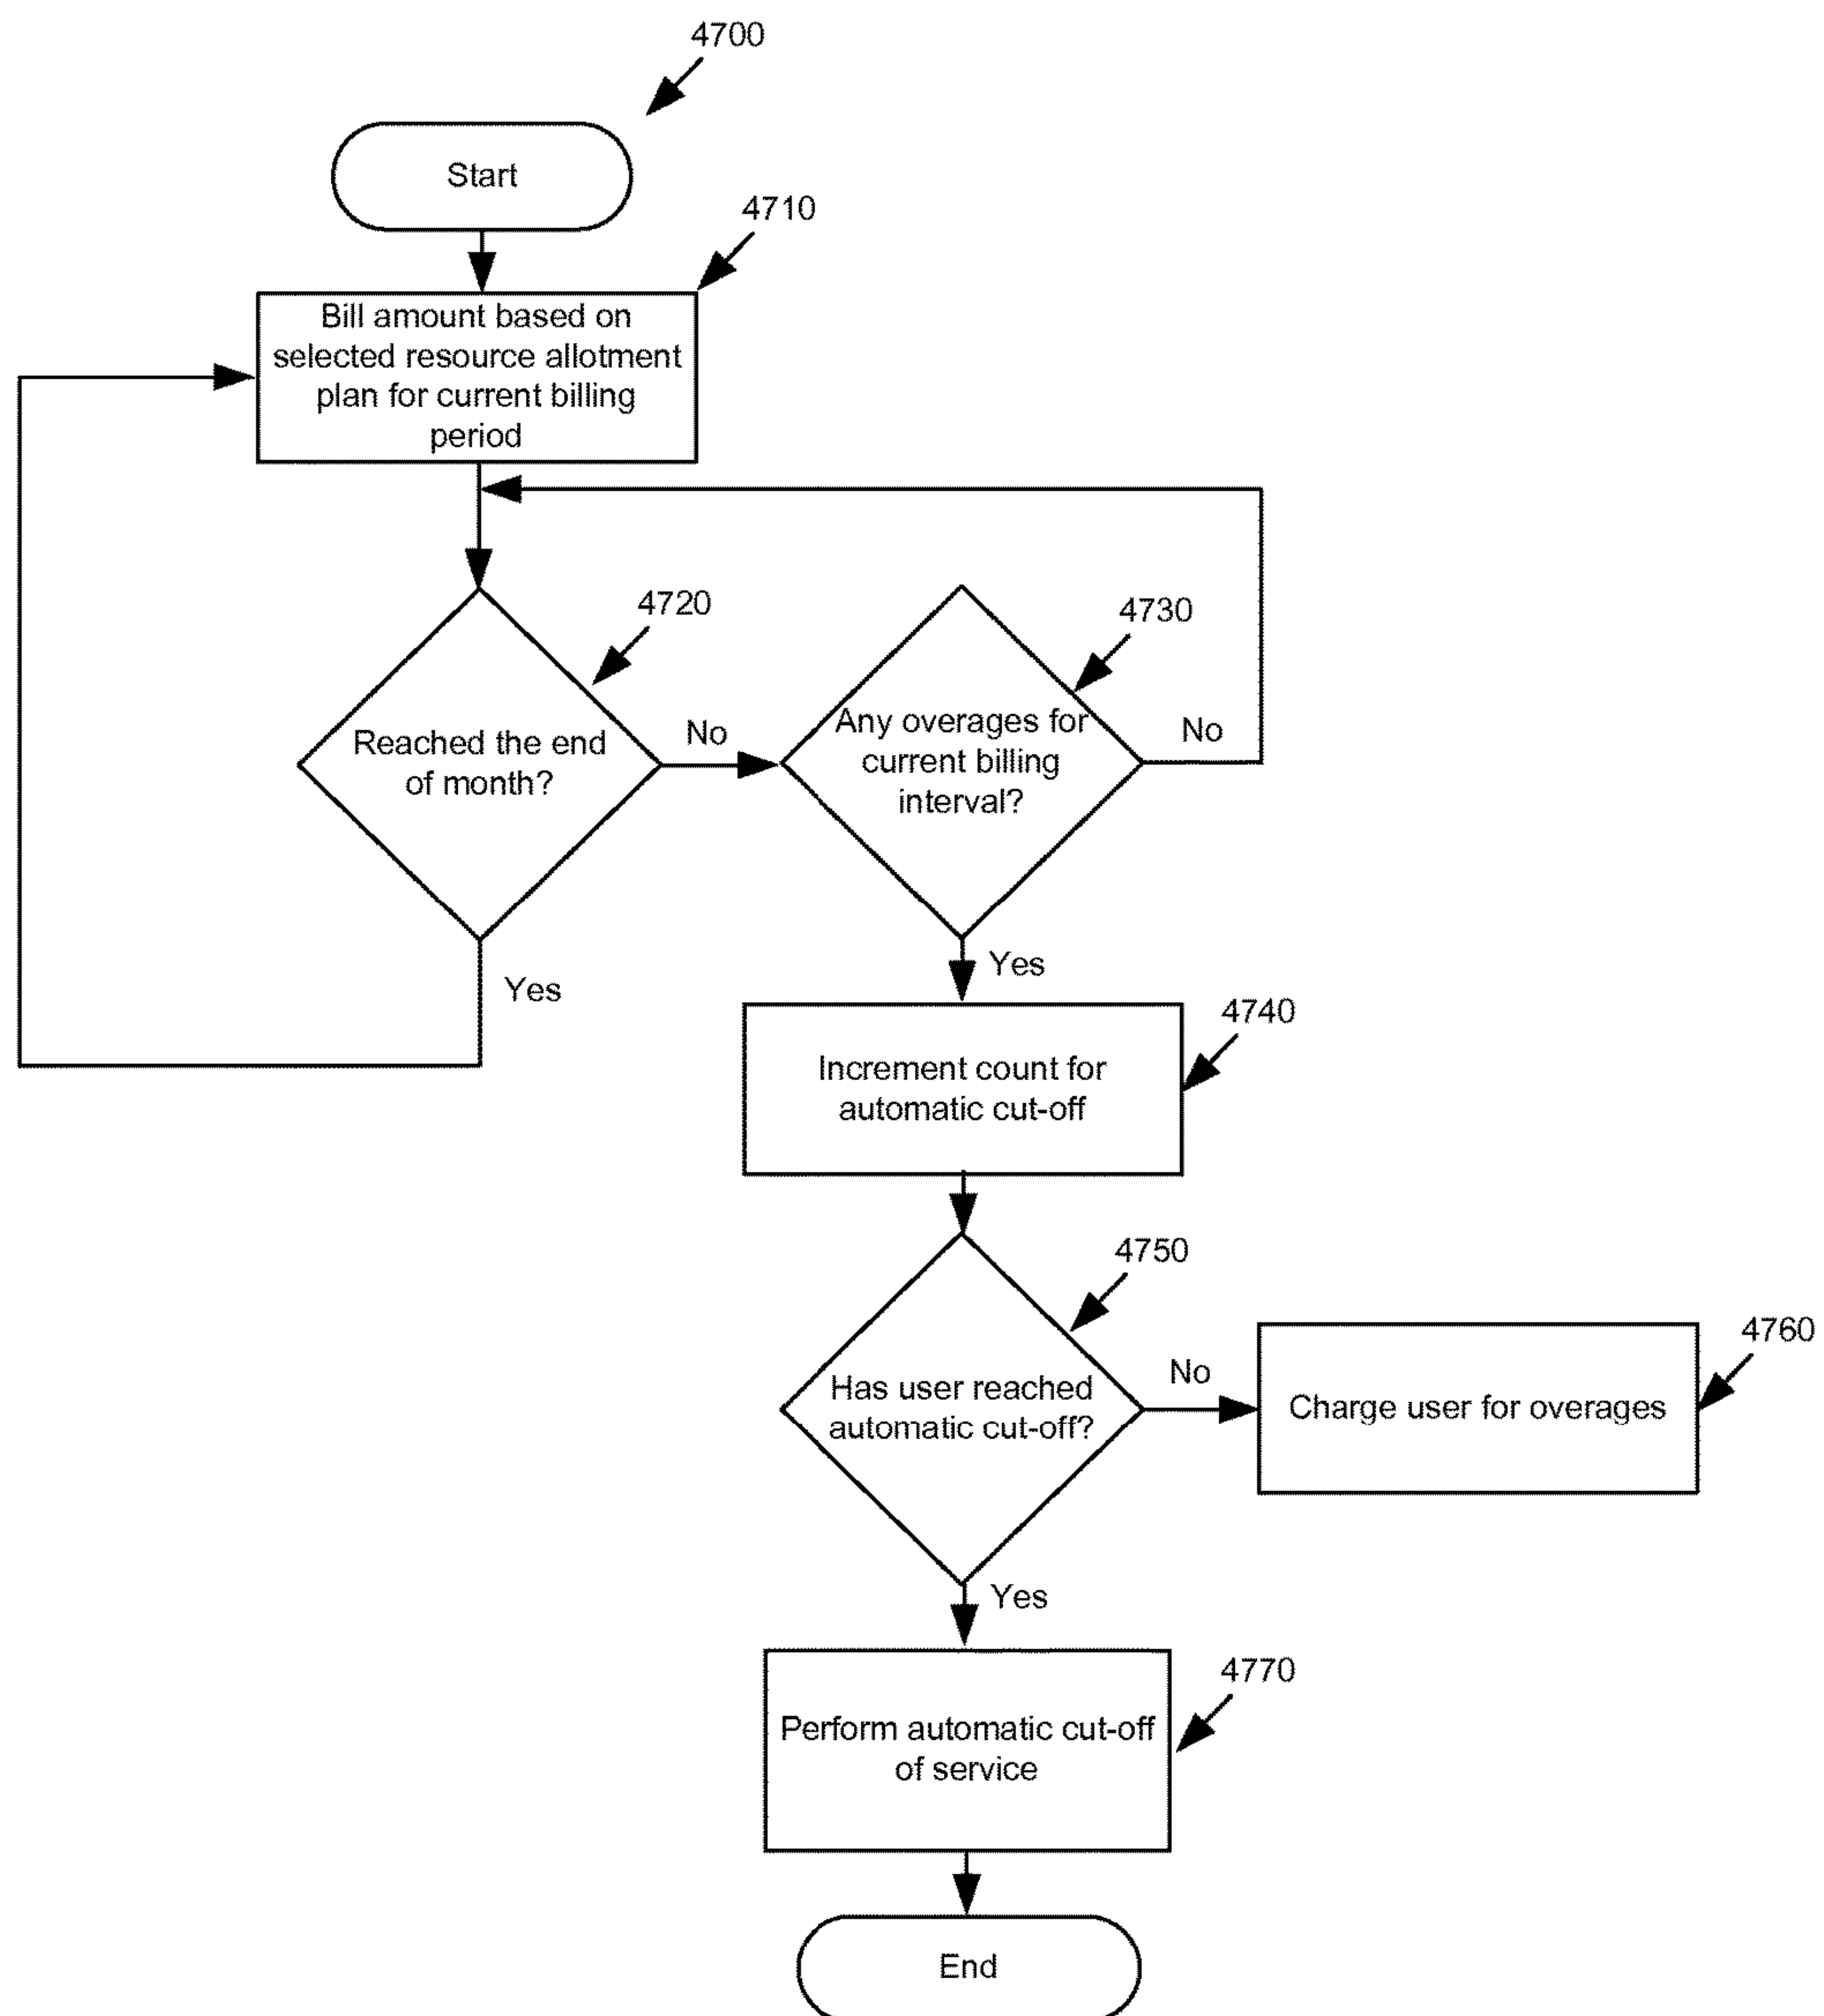 4700
Start
4710
Bill amount based on
selected resource allotment
plan for current billing
period
4720
4730
Reached the end
of month?
No
Any overages for
current billing
interval?
No
Yes
Yes
4740
Increment count for
automatic cut-off
4750
Has user reached
automatic cut-off?
No
4760
Charge user for overages
Yes
4770
Perform automatic cut-off
of service
End